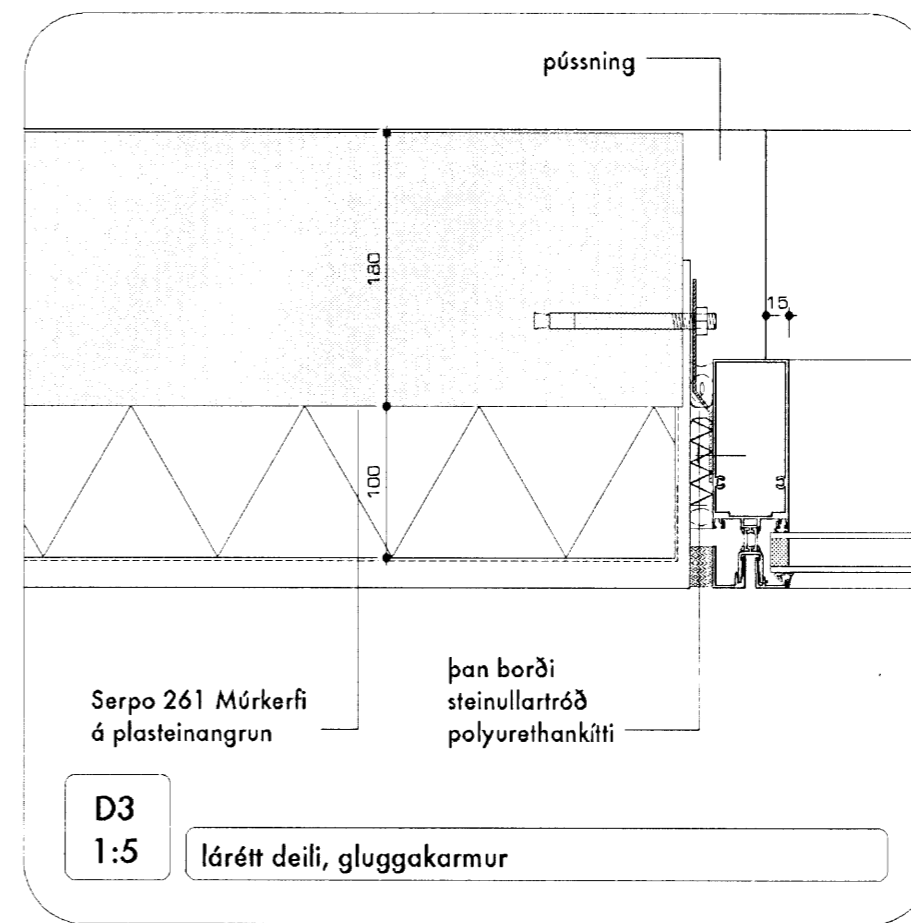 pússning
180
15
100
Serpo 261 Múrkerfi
á plasteinangrun
þan borði
steinullartróð
polyurethankítti
D3
1:5
lárétt deili, gluggakarmur